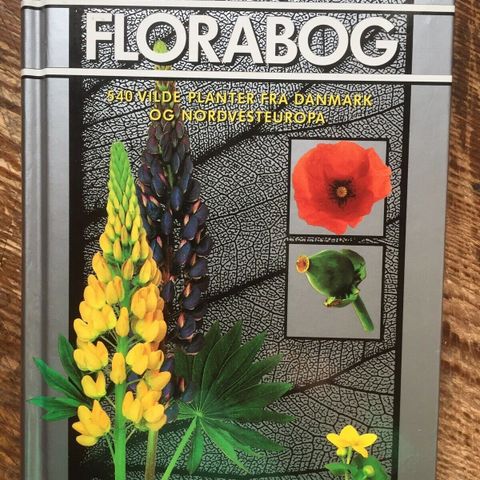 FLORABOG
540 VILDE PLANTER FRA DANMARK
OG NORDVESTEUROPA